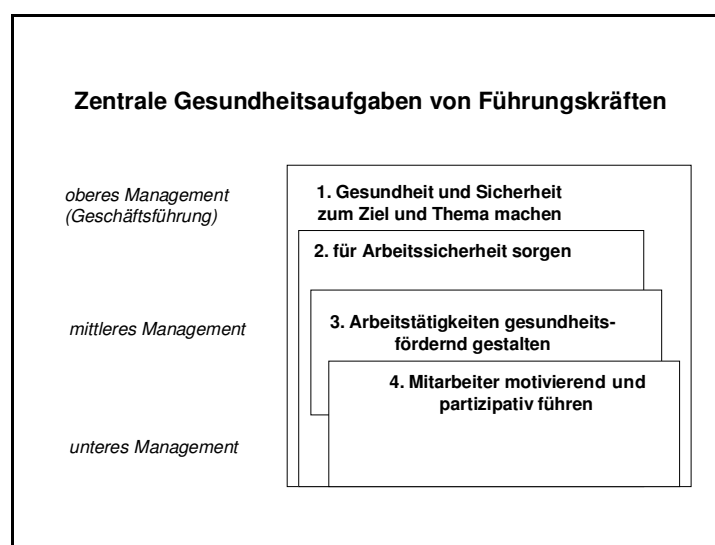 Zentrale Gesundheitsaufgaben von Führungskräften
oberes Management
(Geschäftsführung)
1. Gesundheit und Sicherheit
zum Ziel und Thema machen
2. für Arbeitssicherheit sorgen
mittleres Management
3. Arbeitstätigkeiten gesundheits-
fördernd gestalten
4. Mitarbeiter motivierend und
partizipativ führen
unteres Management